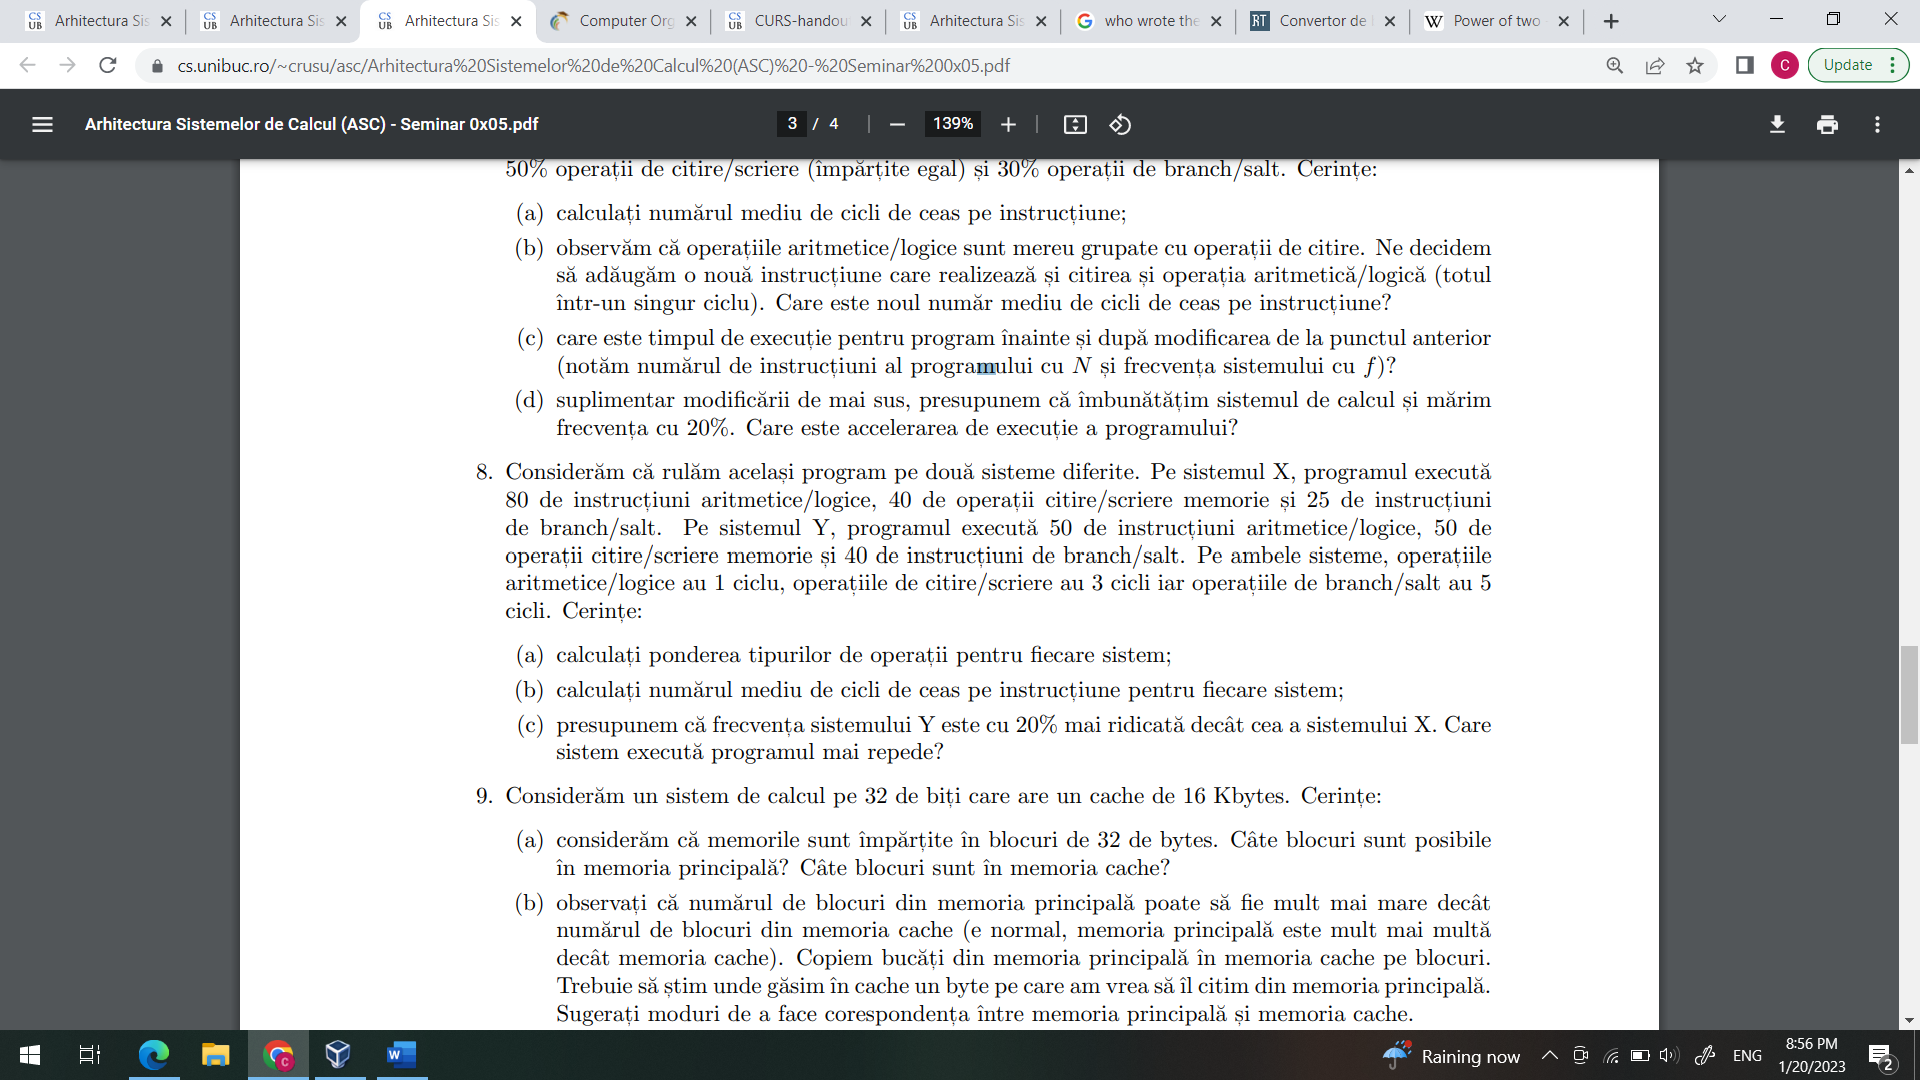 Arhitectura Sis
Arhitectura Sis
Arhitectura Sis
Computer Org
CURS-handou
Arhitectura Sis
who wrote the
Convertor de
Power of two
cs.unibuc.ro/~crusu/asc/Arhitectura%20Sistemelor%20de%20Calcul%20(ASC)%20-%20Seminar%200x05.pdf
C
Update
Arhitectura Sistemelor de Calcul (ASC) - Seminar 0x05.pdf
3 / 4
139%
50% operații de citire/scriere (împărțite egal) și 30% operații de branch/salt. Cerințe:
(a) calculați numărul mediu de cicli de ceas pe instrucțiune;
(b) observăm că operațiile aritmetice/logice sunt mereu grupate cu operații de citire. Ne decidem
să adăugăm o nouă instrucțiune care realizează și citirea și operația aritmetică/logică (totul
într-un singur ciclu). Care este noul număr mediu de cicli de ceas pe instrucțiune?
(c) care este timpul de execuție pentru program înainte și după modificarea de la punctul anterior
(notăm numărul de instrucțiuni al programului cu N și frecvența sistemului cu f)?
(d) suplimentar modificării de mai sus, presupunem că îmbunătățim sistemul de calcul și mărim
frecvența cu 20%. Care este accelerarea de execuție a programului?
8. Considerăm că rulăm același program pe două sisteme diferite. Pe sistemul X, programul execută
80 de instrucțiuni aritmetice/logice, 40 de operații citire/scriere memorie și 25 de instrucțiuni
de branch/salt. Pe sistemul Y, programul execută 50 de instrucțiuni aritmetice/logice, 50 de
operații citire/scriere memorie și 40 de instrucțiuni de branch/salt. Pe ambele sisteme, operațiile
aritmetice/logice au 1 ciclu, operațiile de citire/scriere au 3 cicli iar operațiile de branch/salt au 5
cicli. Cerințe:
(a) calculați ponderea tipurilor de operații pentru fiecare sistem;
(b) calculați numărul mediu de cicli de ceas pe instrucțiune pentru fiecare sistem;
(c) presupunem că frecvența sistemului Y este cu 20% mai ridicată decât cea a sistemului X. Care
sistem execută programul mai repede?
9. Considerăm un sistem de calcul pe 32 de biți care are un cache de 16 Kbytes. Cerințe:
(a) considerăm că memorile sunt împărțite în blocuri de 32 de bytes. Câte blocuri sunt posibile
în memoria principală? Câte blocuri sunt în memoria cache?
(b) observați că numărul de blocuri din memoria principală poate să fie mult mai mare decât
numărul de blocuri din memoria cache (e normal, memoria principală este mult mai multă
decât memoria cache). Copiem bucăți din memoria principală în memoria cache pe blocuri.
Trebuie să știm unde găsim în cache un byte pe care am vrea să îl citim din memoria principală.
Sugerați moduri de a face corespondența între memoria principală și memoria cache.
Raining now
ENG
8:56 PM
1/20/2023
2